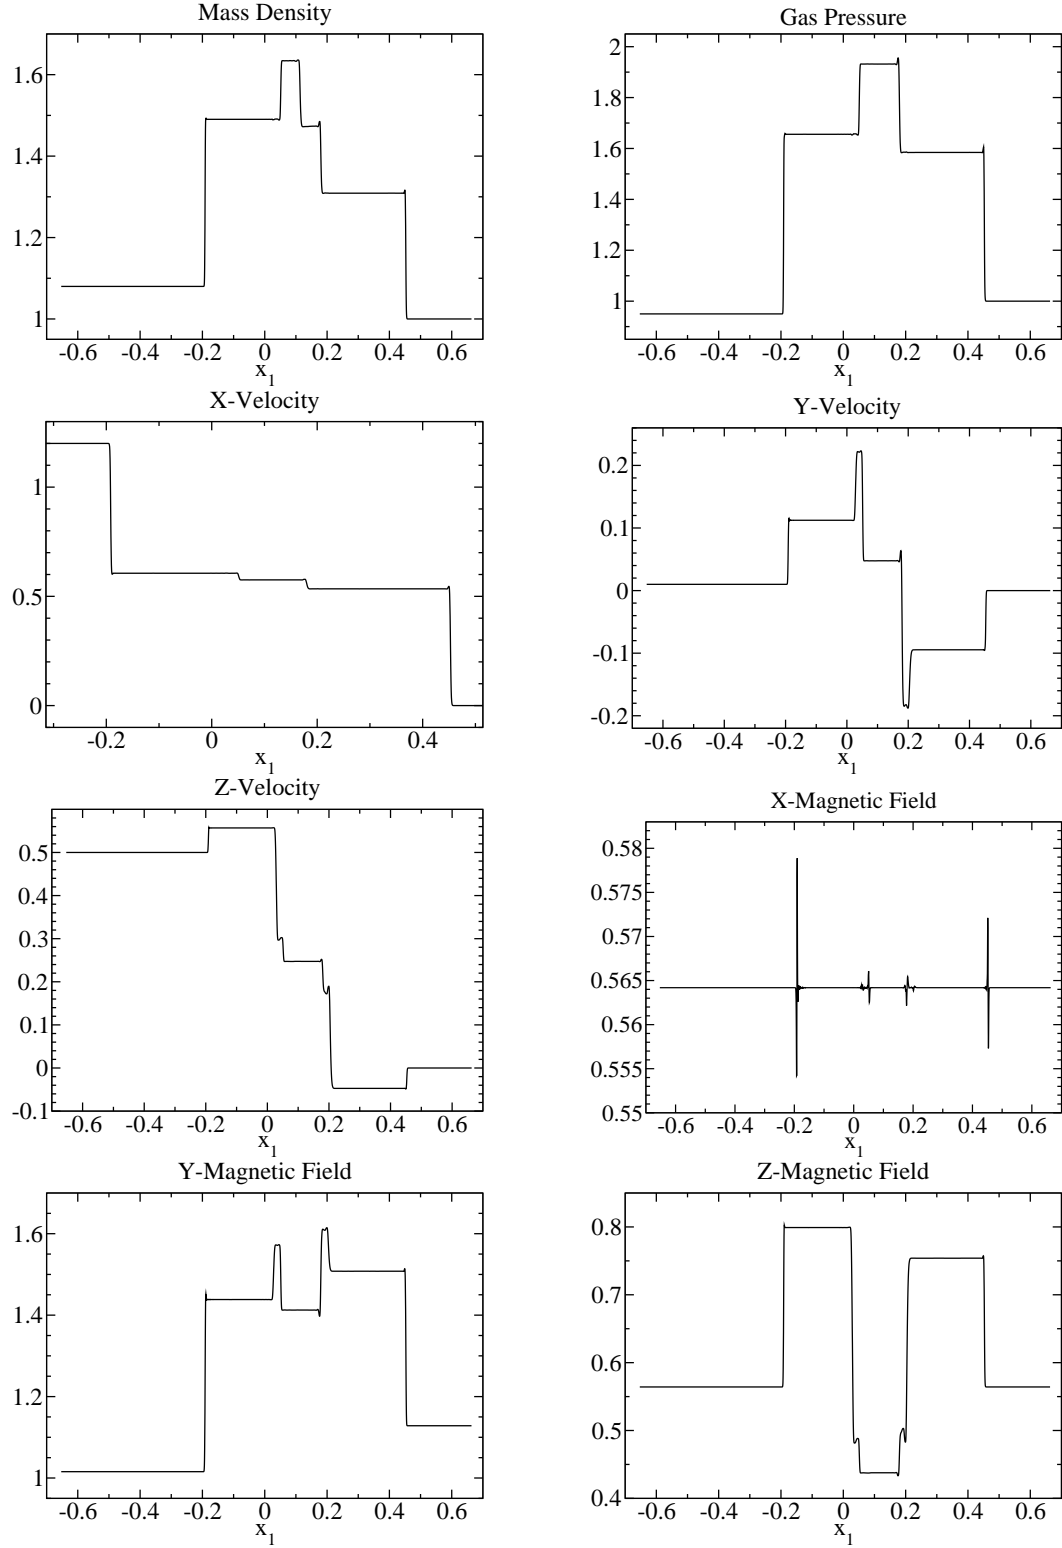 Mass Density
1.6
1.4
1.2
1
-0.6 -0.4 -0.2 0 0.2 0.4 0.6
x1
Gas Pressure
2
1.8
1.6
1.4
1.2
1
-0.6 -0.4 -0.2 0 0.2 0.4 0.6
x1
X-Velocity
1
0.5
0
-0.2 0 0.2 0.4
x1
Y-Velocity
0.2
0.1
0
-0.1
-0.2
-0.6 -0.4 -0.2 0 0.2 0.4 0.6
x1
Z-Velocity
0.5
0.4
0.3
0.2
0.1
0
-0.1
-0.6 -0.4 -0.2 0 0.2 0.4 0.6
x1
X-Magnetic Field
0.58
0.575
0.57
0.565
0.56
0.555
0.55
-0.6 -0.4 -0.2 0 0.2 0.4 0.6
x1
Y-Magnetic Field
1.6
1.4
1.2
1
-0.6 -0.4 -0.2 0 0.2 0.4 0.6
x1
Z-Magnetic Field
0.8
0.7
0.6
0.5
0.4
-0.6 -0.4 -0.2 0 0.2 0.4 0.6
x1